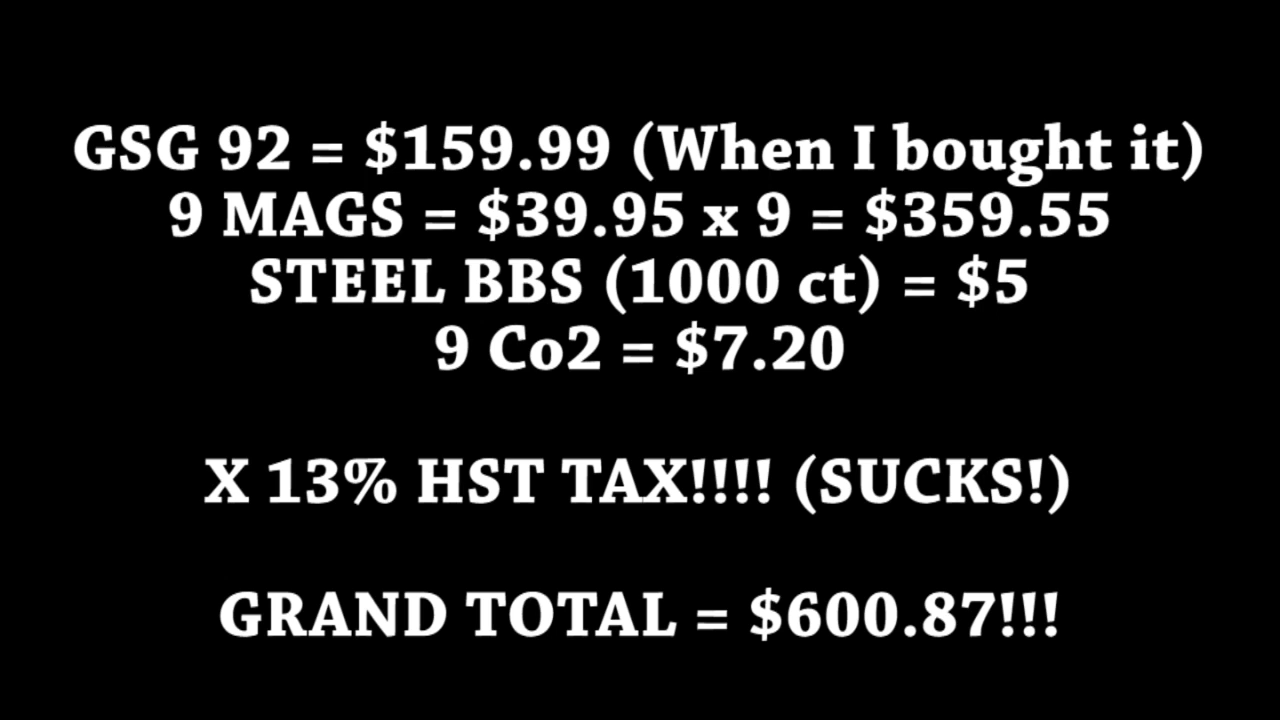 GSG 92 = $159.99 (When I bought it)
9 MAGS = $39.95 x 9 = $359.55
STEEL BBS (1000 ct) = $5
9 Co2 = $7.20
X 13% HST TAX!!!! (SUCKS!)
GRAND TOTAL = $600.87!!!